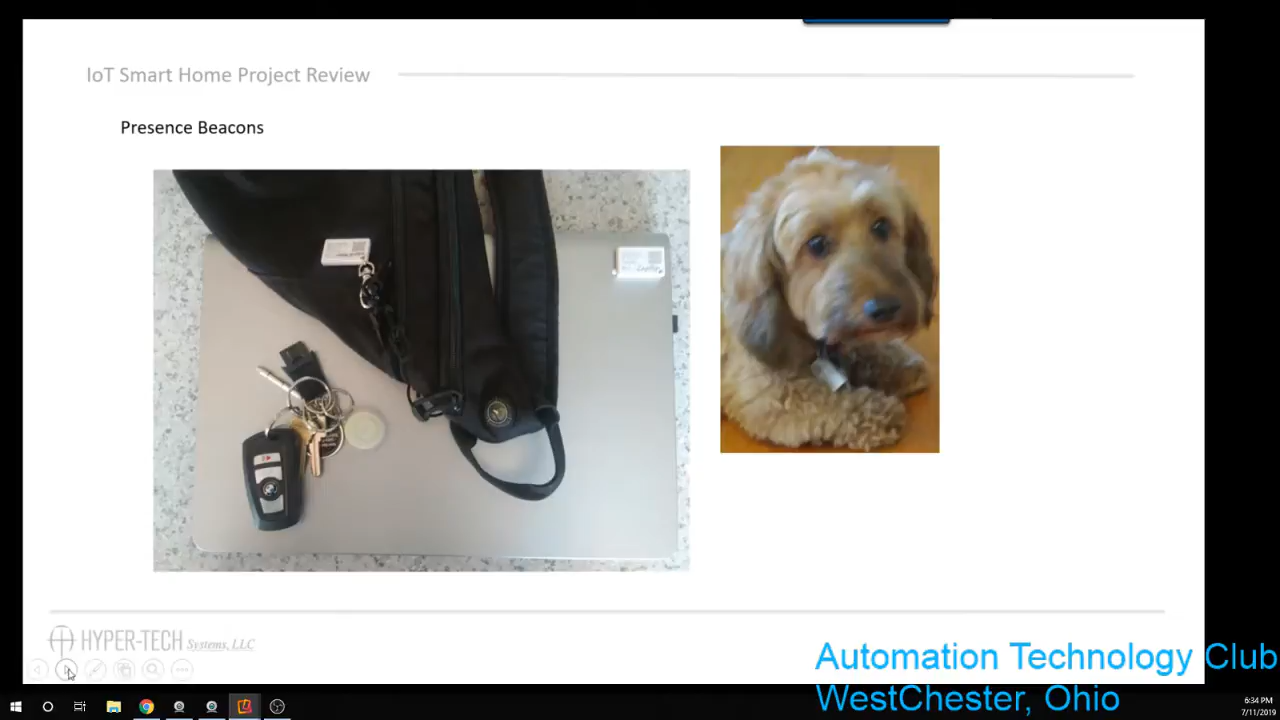 IoT Smart Home Project Review
Presence Beacons
HYPER-TECH Systems, LLC
Automation Technology Club
WestChester, Ohio
6:34 PM
7/11/2019